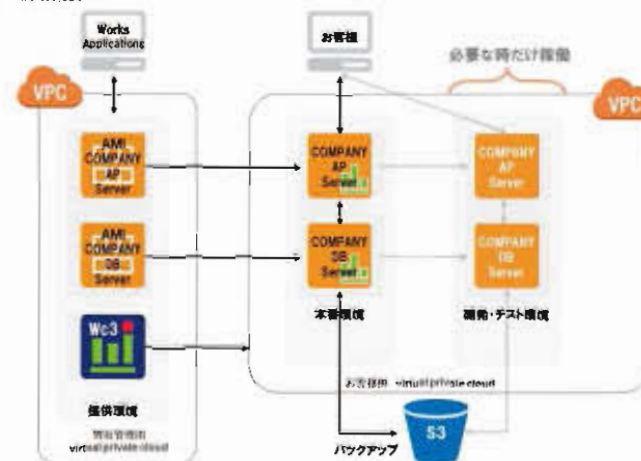 Works
Applications
お客様
必要な時だけ稼働
VPC
VPC
AMI
COMPANY
AP
Server
COMPANY
AP
Server
COMPANY
AP
Server
AMI
COMPANY
DB
Server
COMPANY
DB
Server
COMPANY
DB
Server
本番環境
開発・テスト環境
Wc3
提供環境
virtual private cloud
お客様用 virtual private cloud
S3
バックアップ